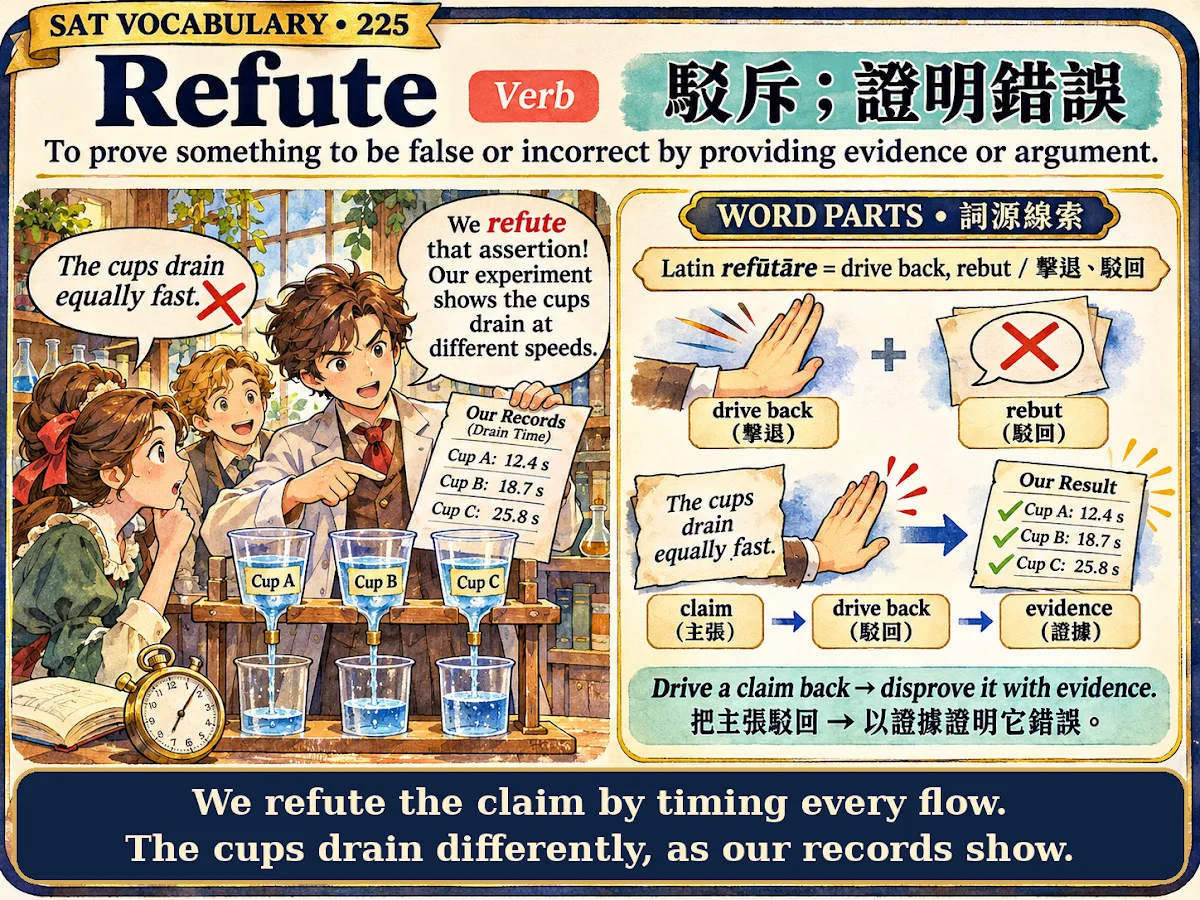 SAT VOCABULARY • 225
Refute
Verb
駁斥；證明錯誤
To prove something to be false or incorrect by providing evidence or argument.
The cups drain
equally fast.
We refute
that assertion!
Our experiment
shows the cups
drain at
different speeds.
Our Records
(Drain Time)
Cup A: 12.4 s
Cup B: 18.7 s
Cup C: 25.8 s
Cup A
Cup B
Cup C
WORD PARTS • 詞源線索
Latin refūtāre = drive back, rebut / 擊退、駁回
+
drive back
（擊退）
rebut
（駁回）
The cups
drain
equally fast.
Our Result
✓ Cup A: 12.4 s
✓ Cup B: 18.7 s
✓ Cup C: 25.8 s
claim
（主張）
drive back
（駁回）
evidence
（證據）
Drive a claim back → disprove it with evidence.
把主張駁回 → 以證據證明它錯誤。
We refute the claim by timing every flow.
The cups drain differently, as our records show.